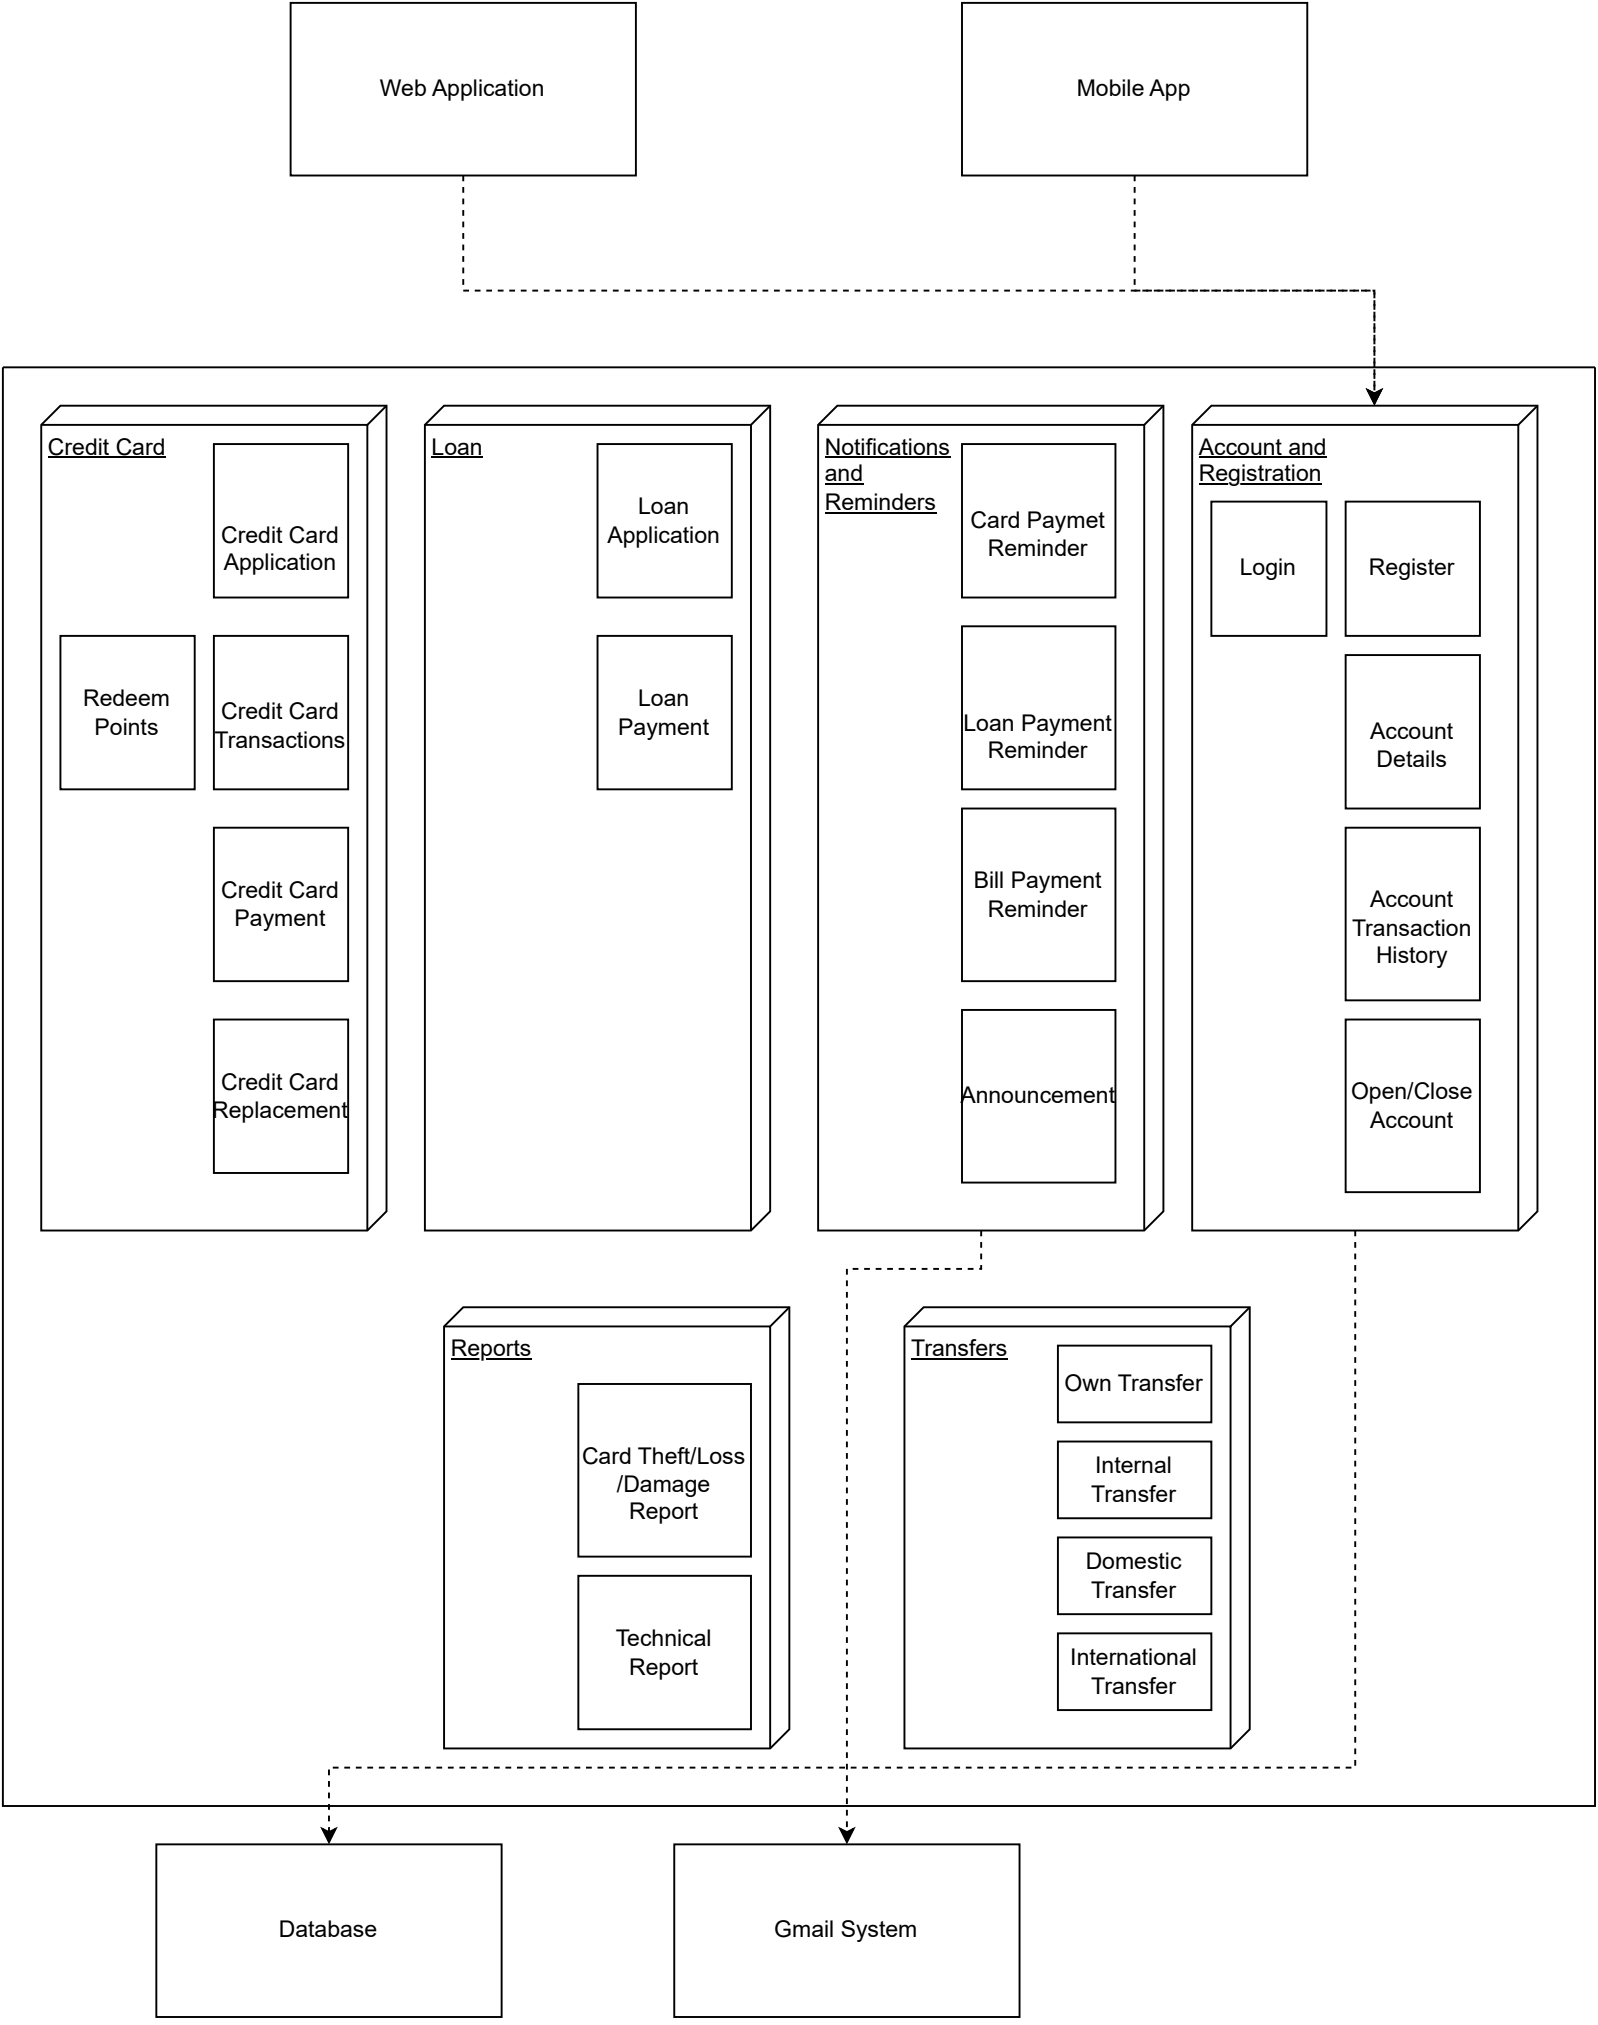 Web Application
Mobile App
Credit Card
Credit Card
Application
Redeem
Points
Credit Card
Transactions
Credit Card
Payment
Credit Card
Replacement
Loan
Loan
Application
Loan
Payment
Notifications
and
Reminders
Card Paymet
Reminder
Loan Payment
Reminder
Bill Payment
Reminder
Announcement
Account and
Registration
Login
Register
Account
Details
Account
Transaction
History
Open/Close
Account
Reports
Card Theft/Loss
/Damage
Report
Technical
Report
Transfers
Own Transfer
Internal
Transfer
Domestic
Transfer
International
Transfer
Database
Gmail System